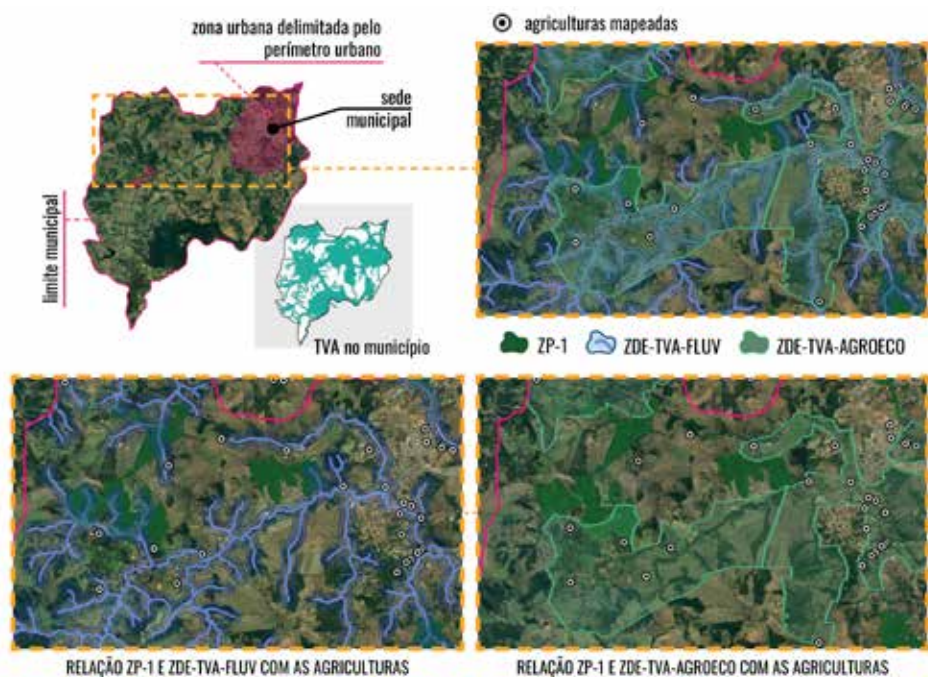 zona urbana delimitada pelo
perímetro urbano
sede
municipal
limite municipal
TVA no município
agriculturas mapeadas
ZP-1
ZDE-TVA-FLUV
ZDE-TVA-AGROECO
RELAÇÃO ZP-1 E ZDE-TVA-FLUV COM AS AGRICULTURAS
RELAÇÃO ZP-1 E ZDE-TVA-AGROECO COM AS AGRICULTURAS